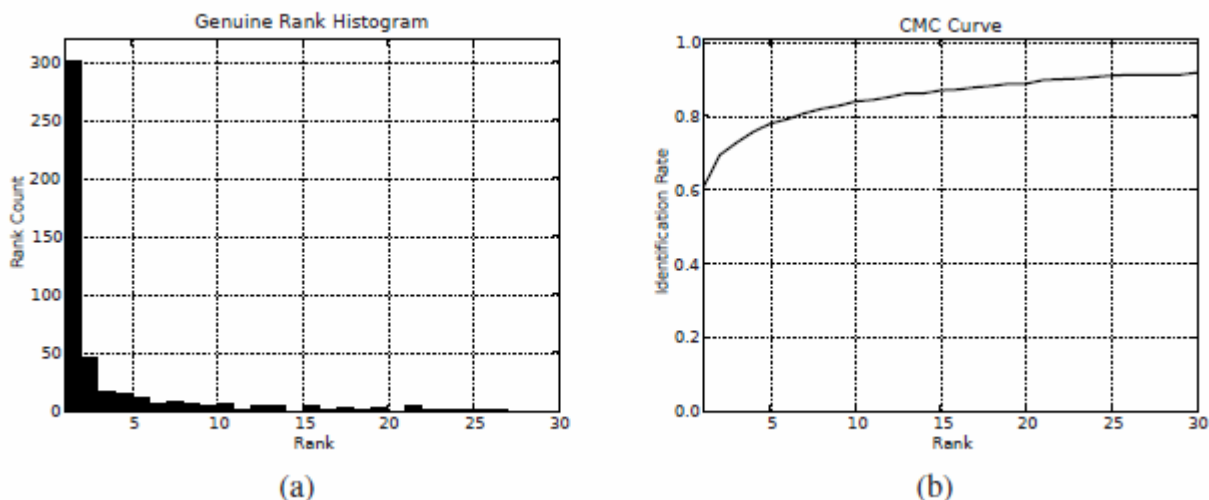 Genuine Rank Histogram
300
250
200
150
100
50
0
5 10 15 20 25 30
Rank Count
Rank
(a)
CMC Curve
1.0
0.8
0.6
0.4
0.2
0.0
5 10 15 20 25 30
Identification Rate
Rank
(b)